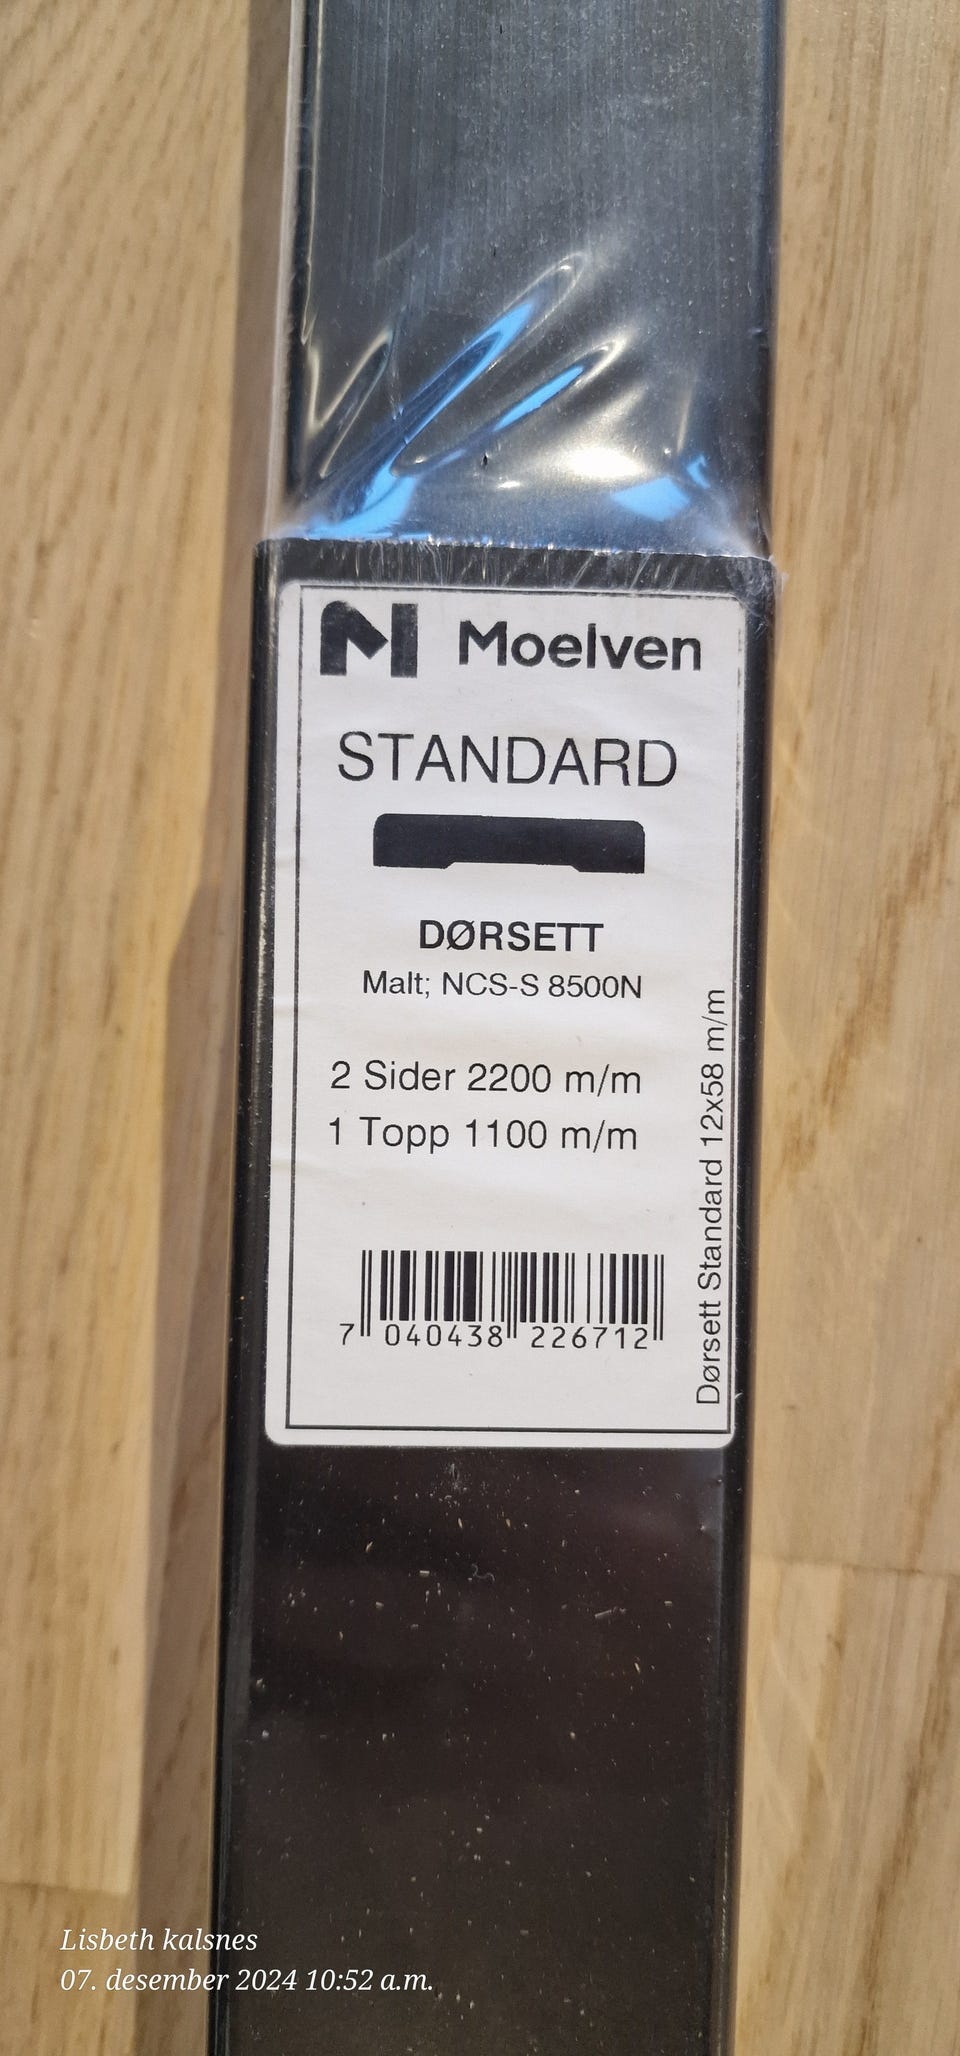 Moelven
STANDARD
DØRSETT
Malt; NCS-S 8500N
2 Sider 2200 m/m
1 Topp 1100 m/m
Dørsett Standard 12x58 m/m
7 040438 226712
Lisbeth kalsnes
07. desember 2024 10:52 a.m.